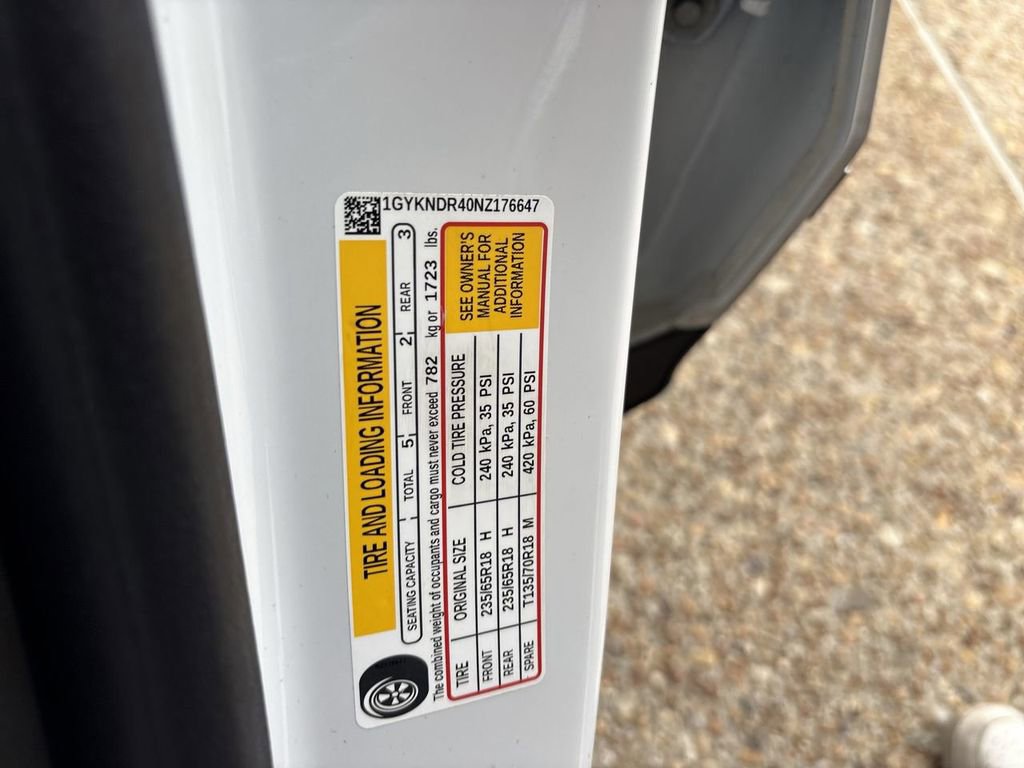 1GYKNDR40NZ176647
TIRE AND LOADING INFORMATION
SEATING CAPACITY TOTAL 5 FRONT 2 REAR 3
The combined weight of occupants and cargo must never exceed 782 kg or 1723 lbs.
TIRE ORIGINAL SIZE COLD TIRE PRESSURE
FRONT 235/65R18 H 240 kPa, 35 PSI
REAR 235/65R18 H 240 kPa, 35 PSI
SPARE T135/70R18 M 420 kPa, 60 PSI
SEE OWNER'S
MANUAL FOR
ADDITIONAL
INFORMATION